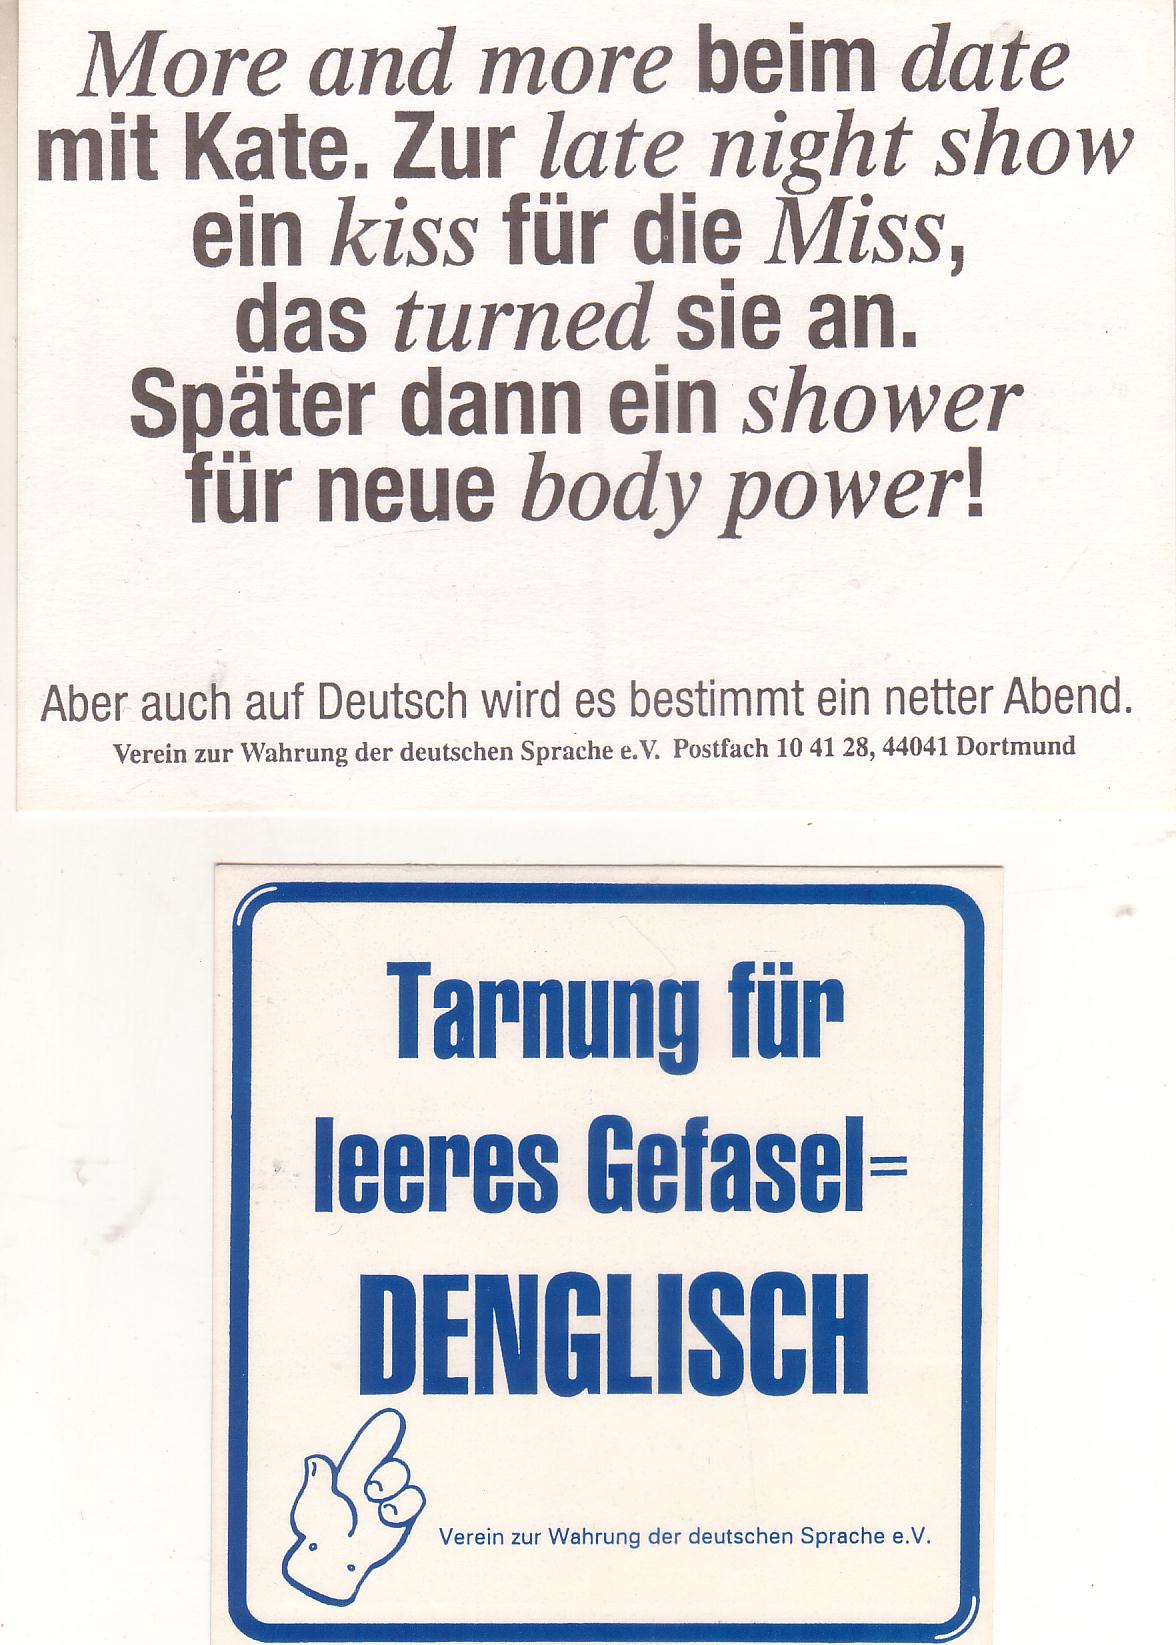 More and more beim date
mit Kate. Zur late night show
ein kiss für die Miss,
das turned sie an.
Später dann ein shower
für neue body power!
Aber auch auf Deutsch wird es bestimmt ein netter Abend.
Verein zur Wahrung der deutschen Sprache e.V. Postfach 10 41 28, 44041 Dortmund
Tarnung für
leeres Gefasel=
DENGLISCH
Verein zur Wahrung der deutschen Sprache e.V.